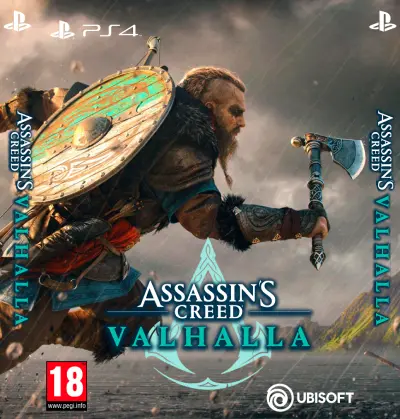 PS4
ASSASSIN'S
CREED
VALHALLA
ASSASSIN'S
CREED
VALHALLA
ASSASSIN'S
CREED
VALHALLA
18
www.pegi.info
UBISOFT